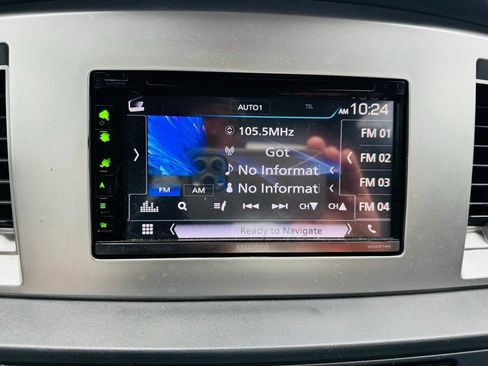 AUTO1 TEL AM 10:24
105.5MHz FM 01
Got FM 02
No Informat
FM AM No Informati FM 03
CH▼ CH▲ FM 04
Ready to Navigate
KENWOOD